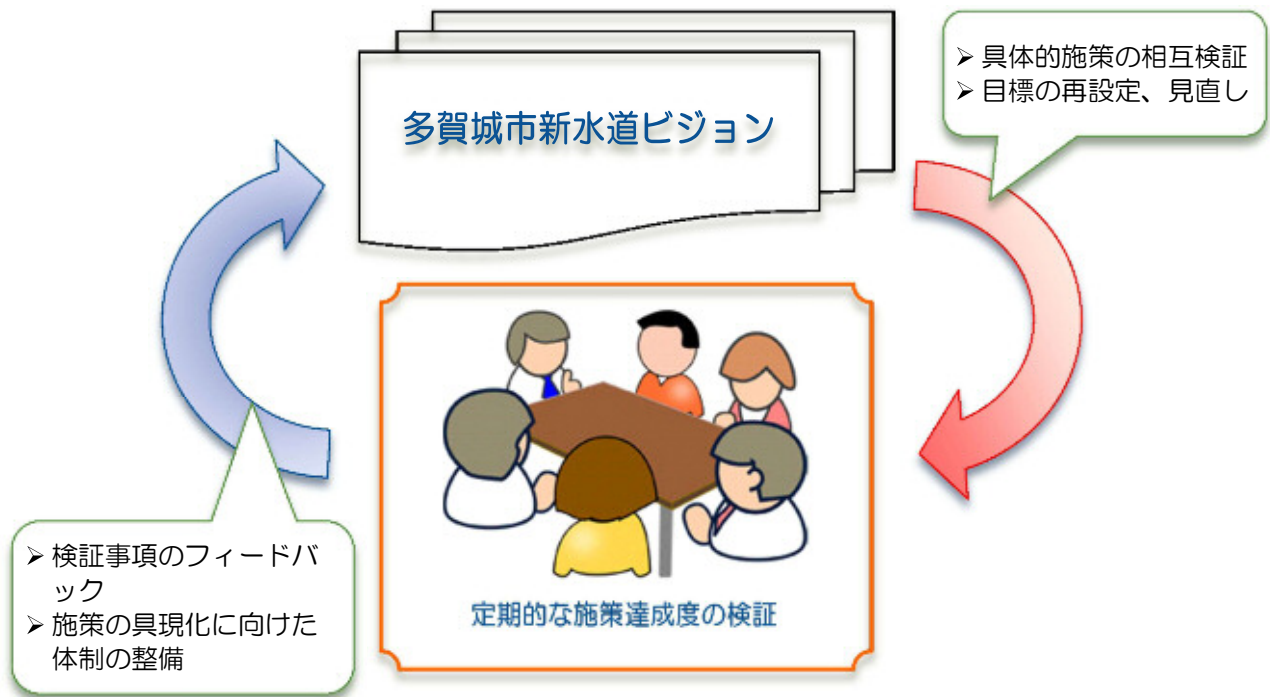 多賀城市新水道ビジョン
➢ 具体的施策の相互検証
➢ 目標の再設定、見直し
➢ 検証事項のフィードバ
ック
➢ 施策の具現化に向けた
体制の整備
定期的な施策達成度の検証